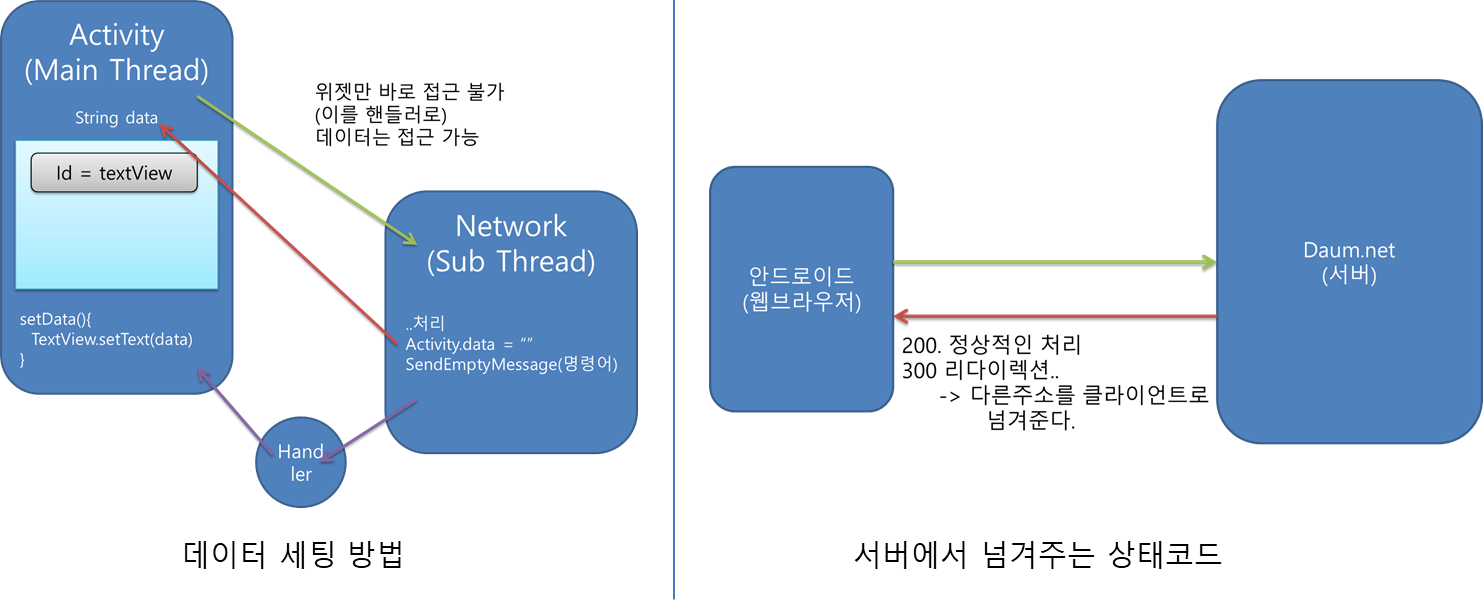 Activity
(Main Thread)
String data
Id = textView
setData(){
TextView.setText(data)
}
위젯만 바로 접근 불가
(이를 핸들러로)
데이터는 접근 가능
Network
(Sub Thread)
..처리
Activity.data = “”
SendEmptyMessage(명령어)
Hand
ler
데이터 세팅 방법
안드로이드
(웹브라우저)
Daum.net
(서버)
200. 정상적인 처리
300 리다이렉션..
-> 다른주소를 클라이언트로
넘겨준다.
서버에서 넘겨주는 상태코드